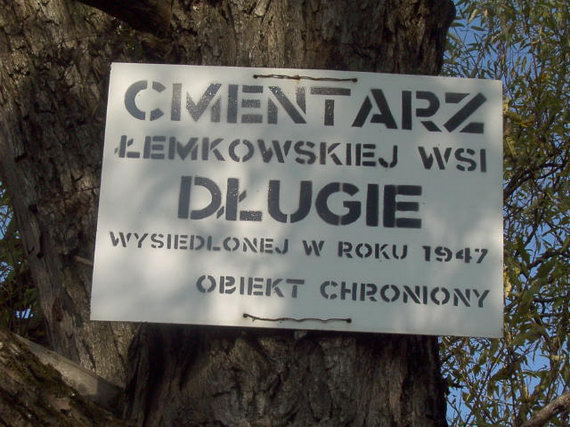 CMENTARZ
ŁEMKOWSKIEJ WSI
DŁUGIE
WYSIEDLONEJ W ROKU 1947
OBIEKT CHRONIONY